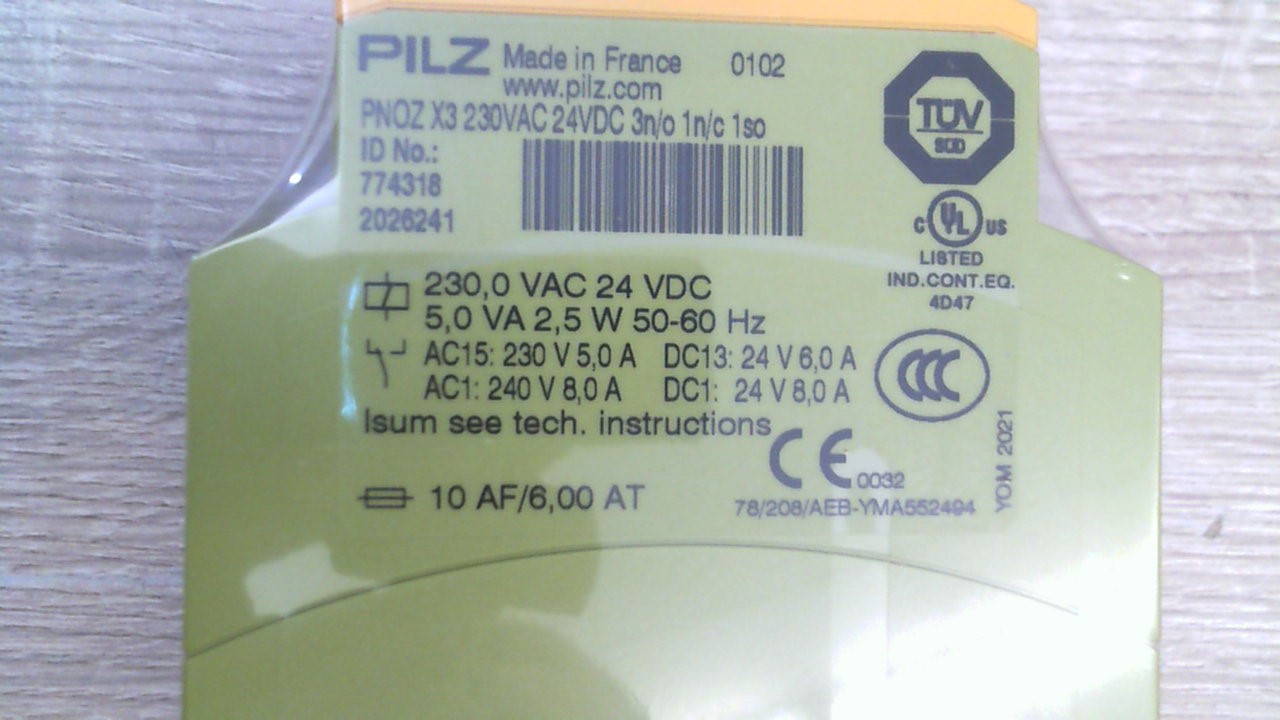 PILZ Made in France 0102
www.pilz.com
PNOZ X3 230VAC 24VDC 3n/o 1n/c 1so
ID No.:
774318
2026241
TÜV
SÜD
c UL us
LISTED
IND.CONT.EQ.
4D47
230,0 VAC 24 VDC
5,0 VA 2,5 W 50-60 Hz
AC15: 230 V 5,0 A DC13: 24 V 6,0 A
AC1: 240 V 8,0 A DC1: 24 V 8,0 A
CCC
Isum see tech. instructions
CE 0032
10 AF/6,00 AT
78/208/AEB-YMA552494
YOM 2021